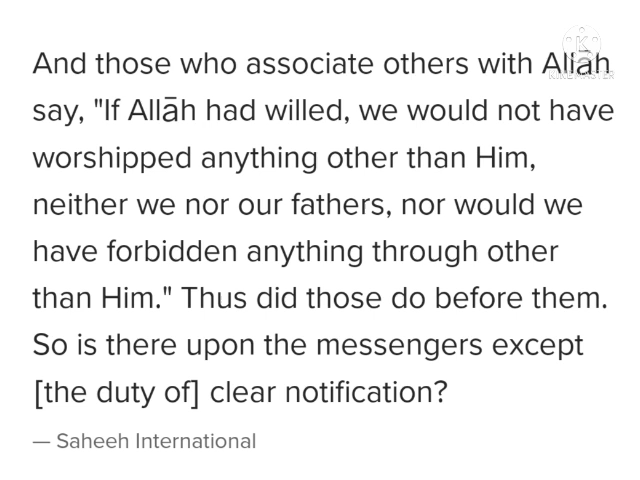 And those who associate others with Allāh
say, "If Allāh had willed, we would not have
worshipped anything other than Him,
neither we nor our fathers, nor would we
have forbidden anything through other
than Him." Thus did those do before them.
So is there upon the messengers except
[the duty of] clear notification?
— Saheeh International
KINEMASTER